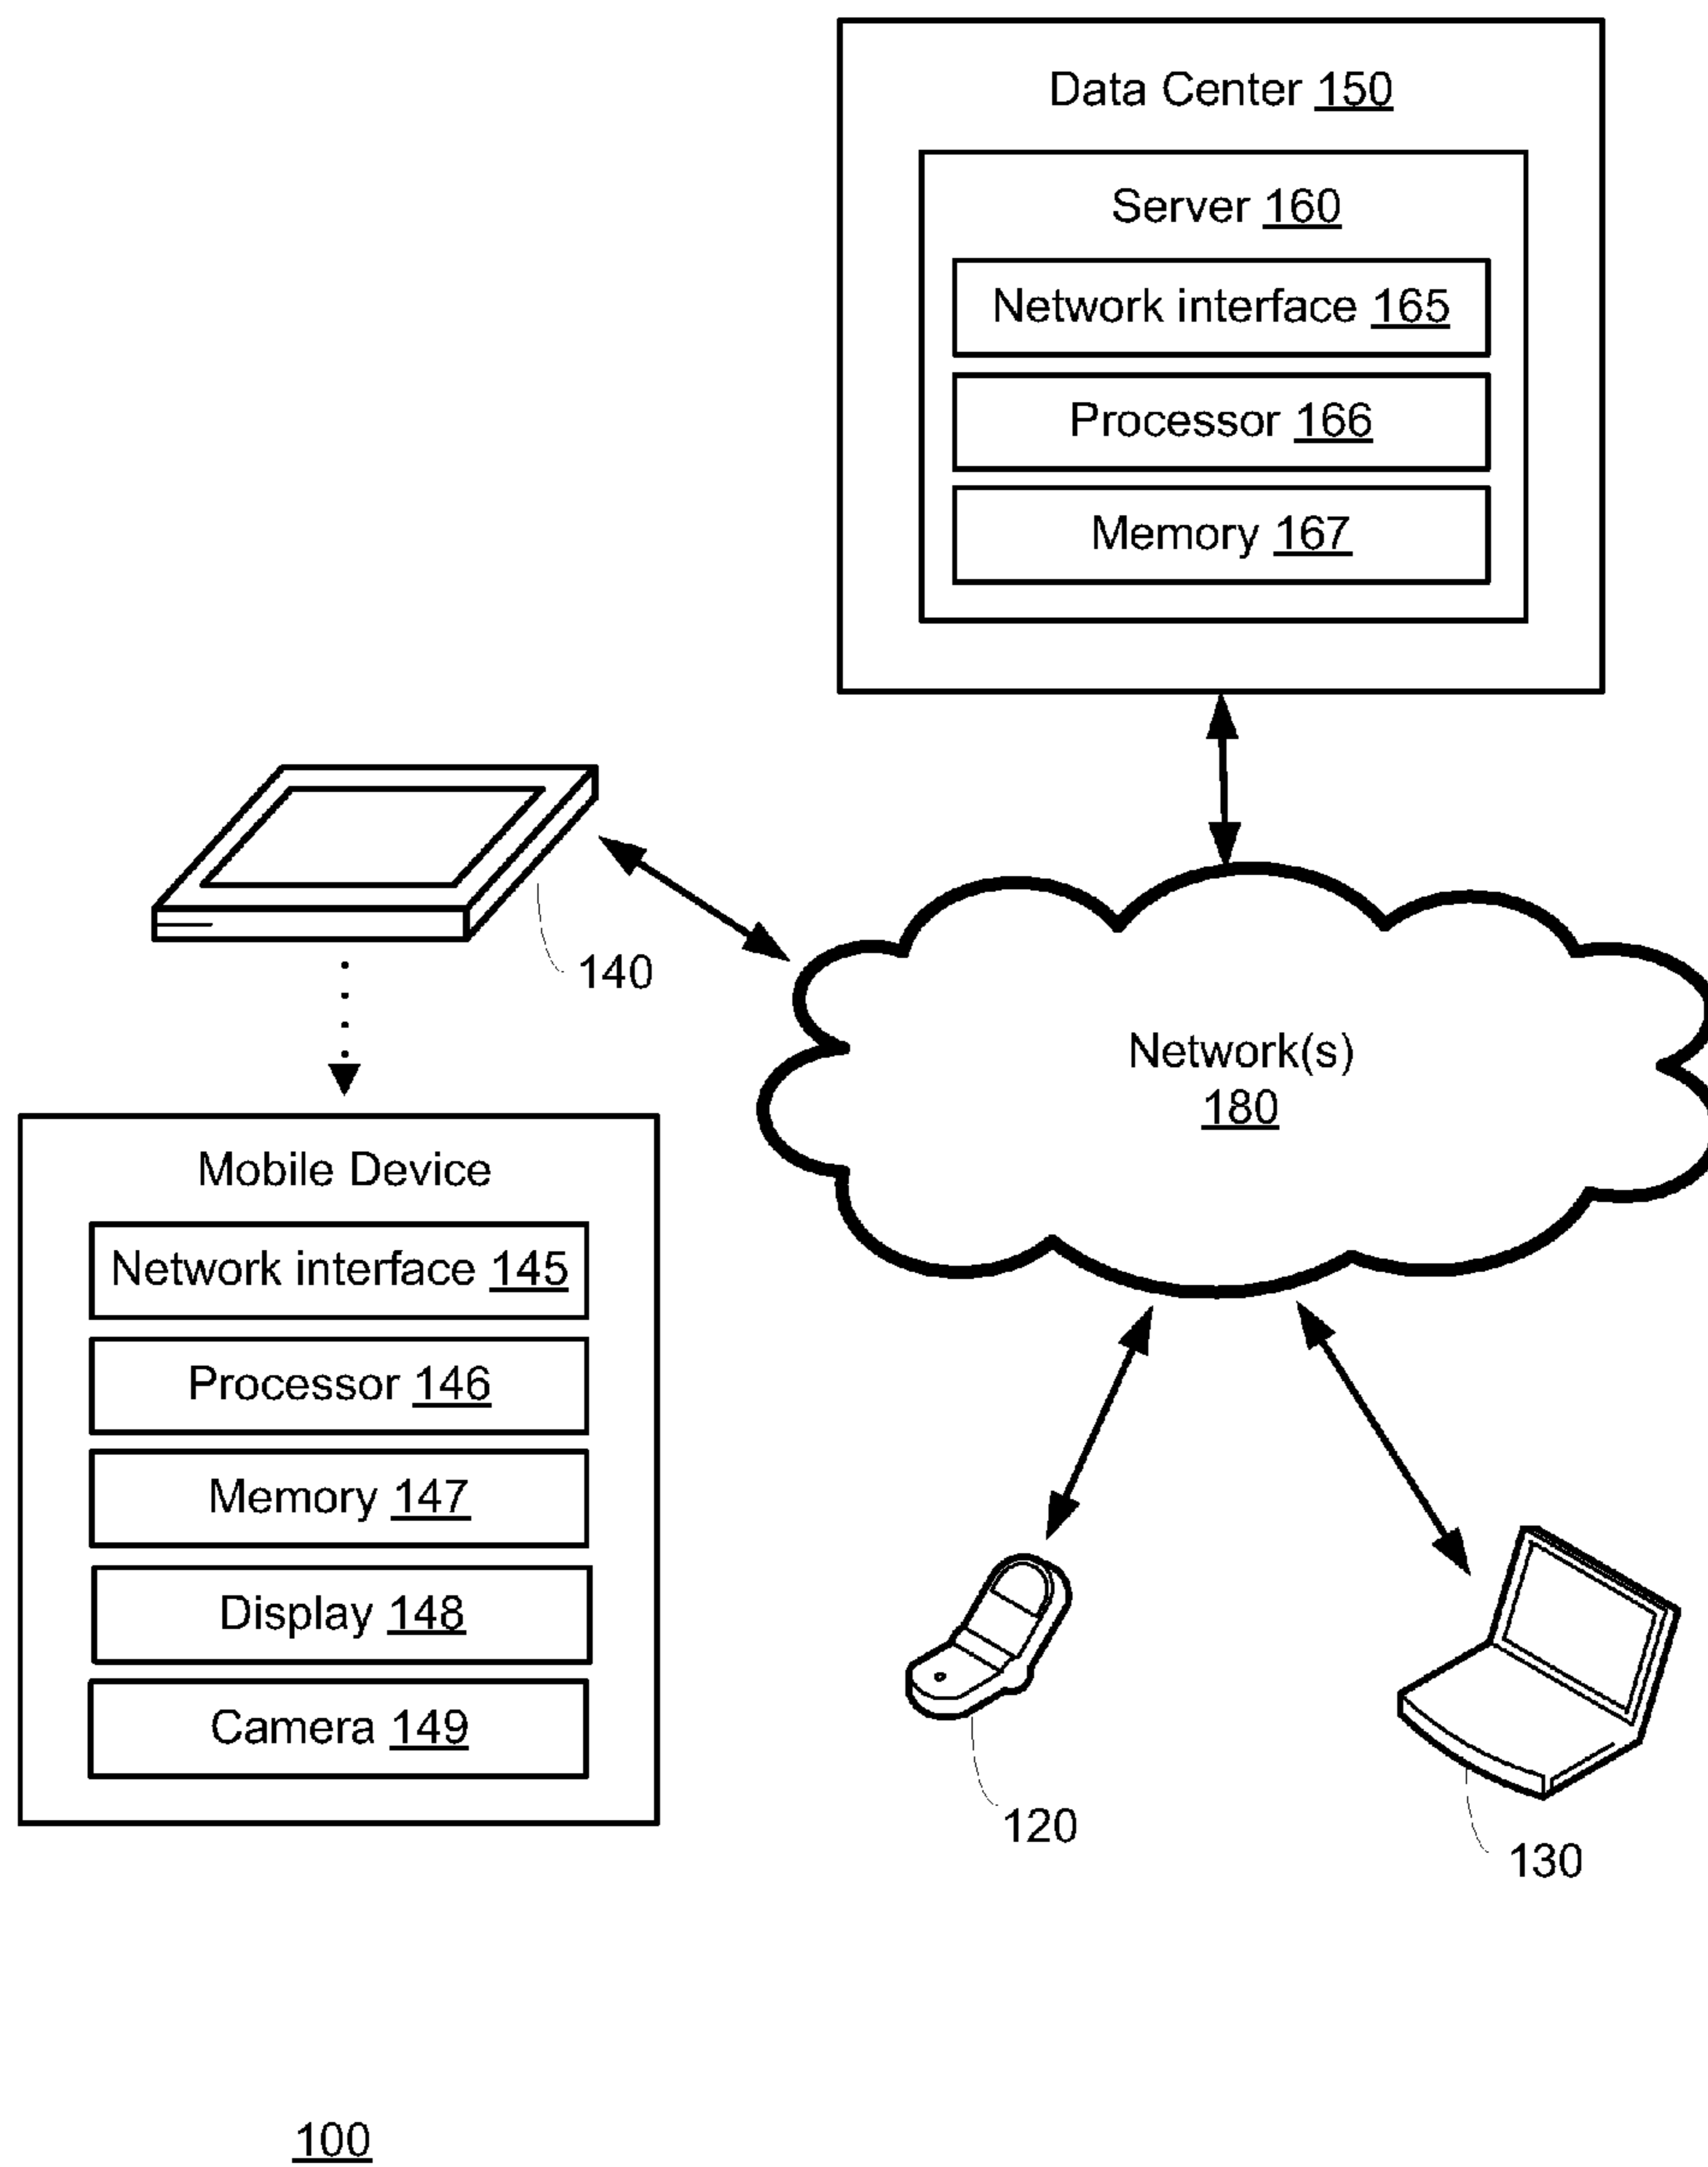 Data Center 150
Server 160
Network interface 165
Processor 166
Memory 167
140
Network(s)
180
Mobile Device
Network interface 145
Processor 146
Memory 147
Display 148
Camera 149
120
130
100